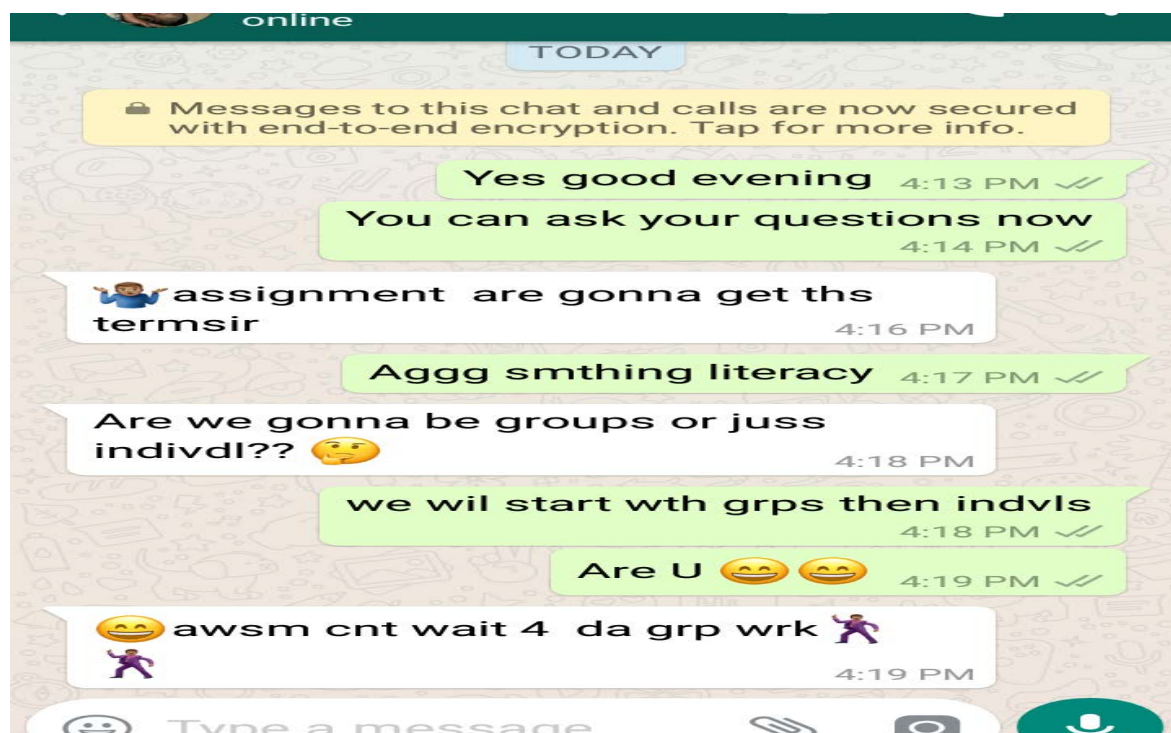 online
TODAY
Messages to this chat and calls are now secured
with end-to-end encryption. Tap for more info.
Yes good evening 4:13 PM
You can ask your questions now
4:14 PM
🤷🏽‍♂️assignment are gonna get ths
termsir 4:16 PM
Aggg smthing literacy 4:17 PM
Are we gonna be groups or juss
indivdl?? 🤔 4:18 PM
we wil start wth grps then indvls
4:18 PM
Are U 😄😄 4:19 PM
😄awsm cnt wait 4 da grp wrk 🕺🏽
🕺🏽 4:19 PM
Type a message